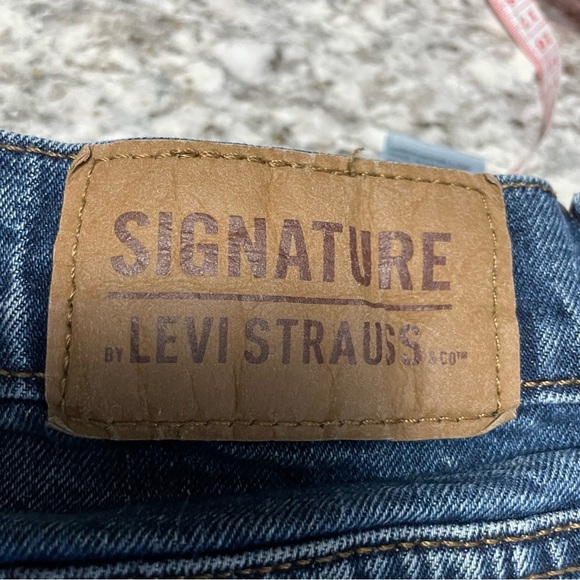 SIGNATURE
BY LEVI STRAUSS & CO™